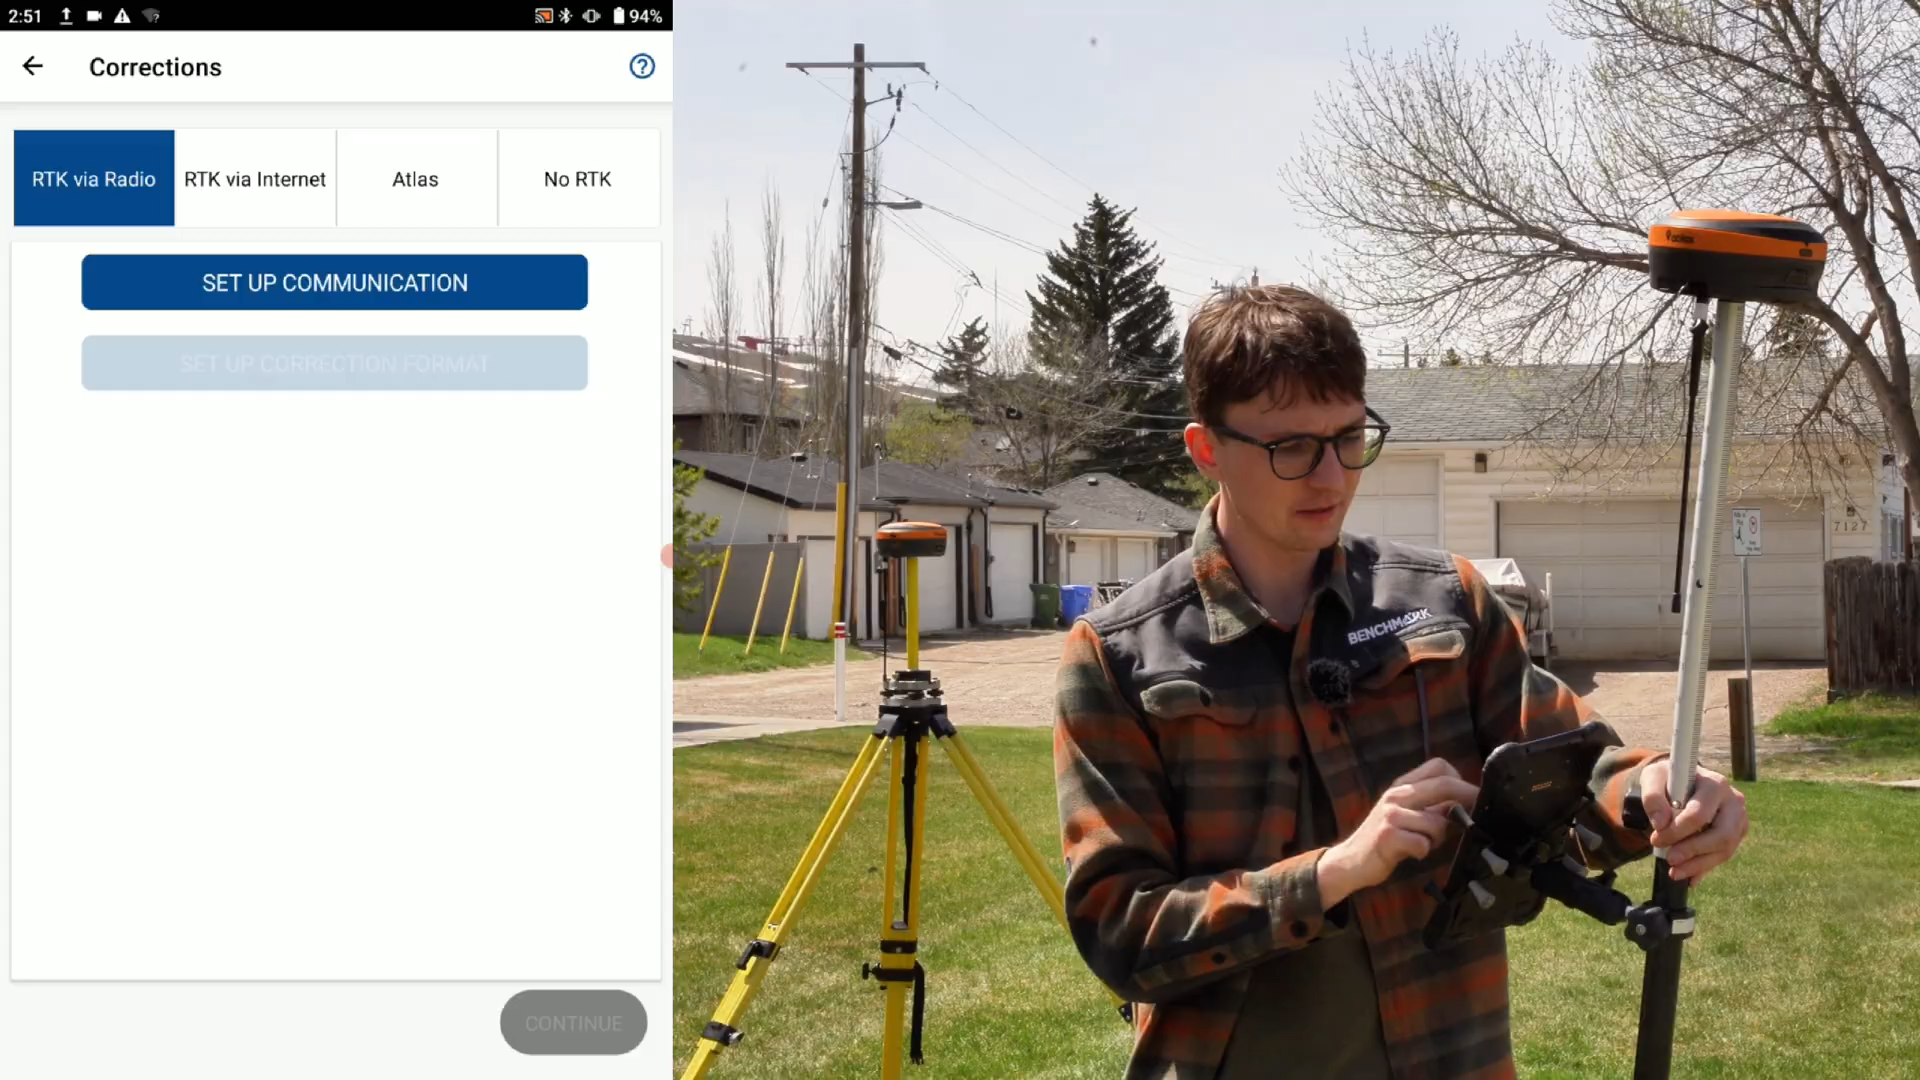 2:51
94%
Corrections
RTK via Radio
RTK via Internet
Atlas
No RTK
SET UP COMMUNICATION
SET UP CORRECTION FORMAT
CONTINUE
BENCHMARK
7127